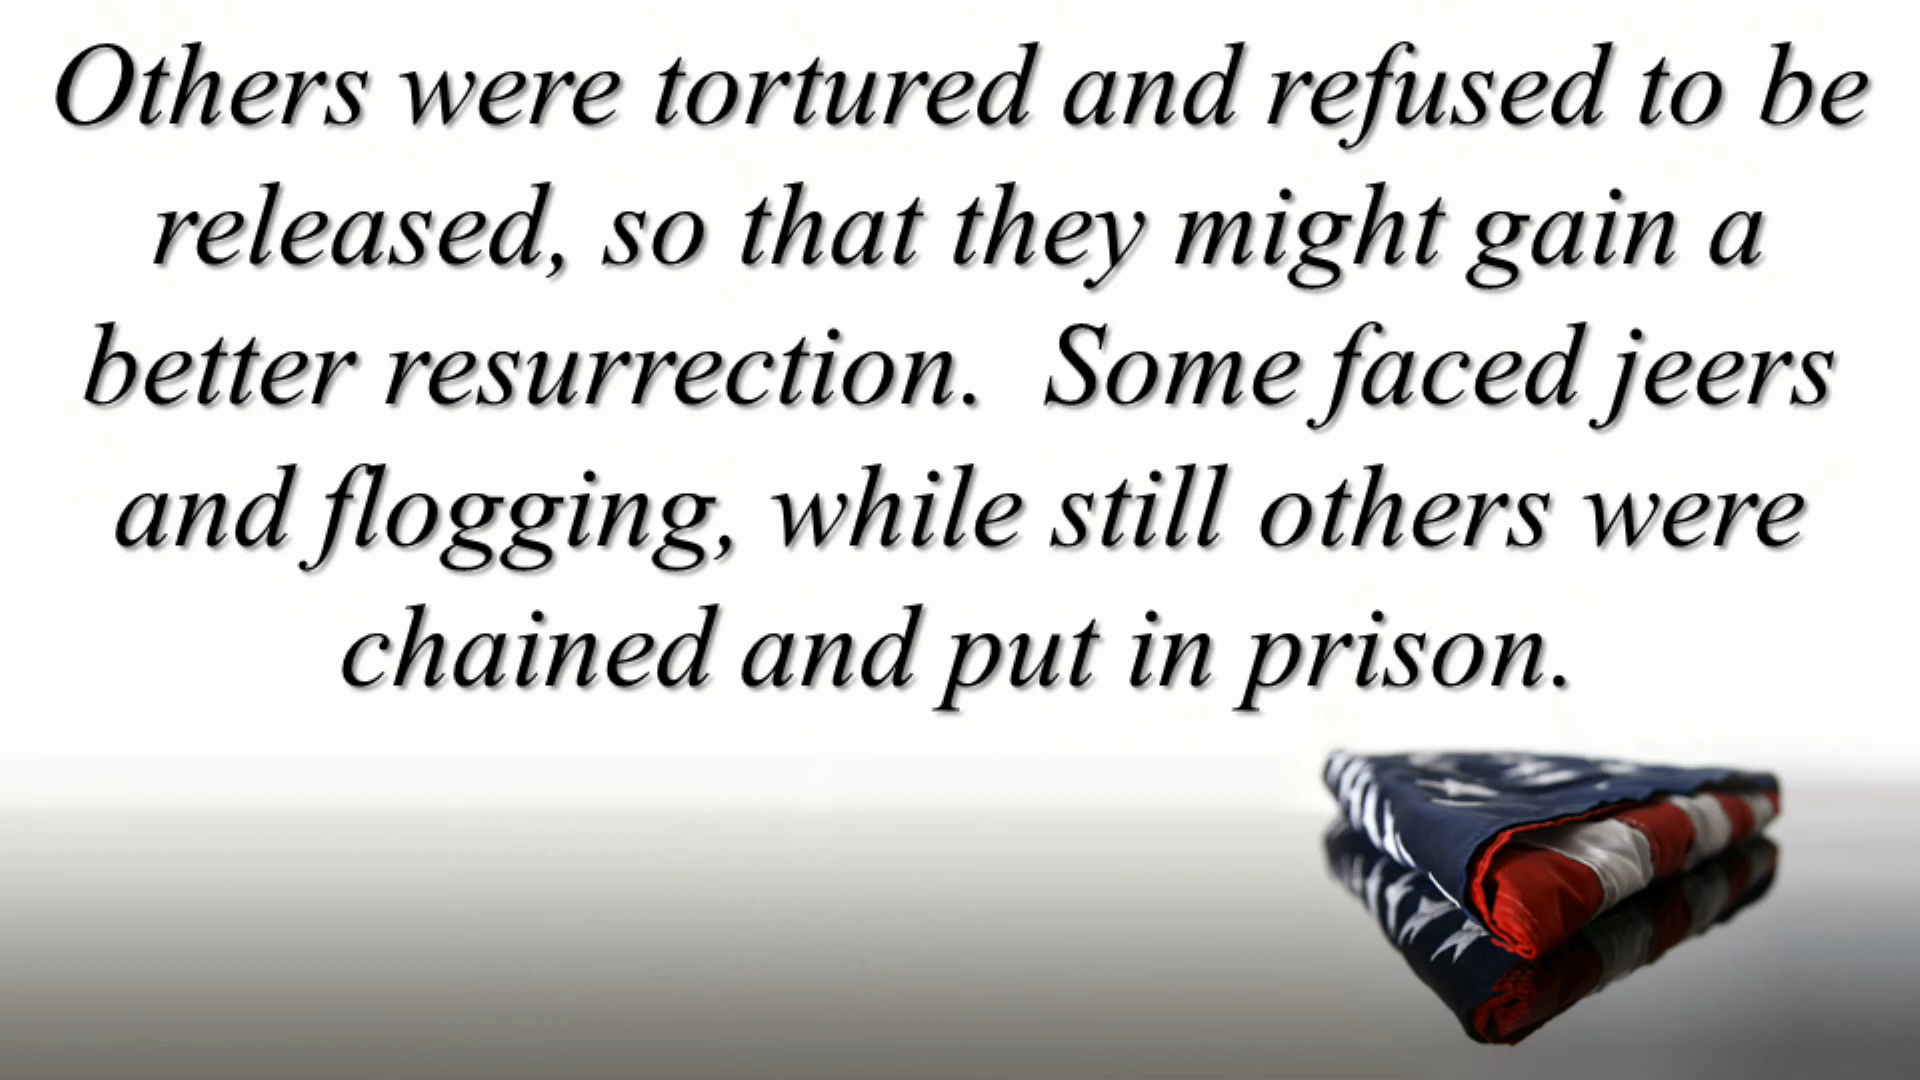 Others were tortured and refused to be
released, so that they might gain a
better resurrection.  Some faced jeers
and flogging, while still others were
chained and put in prison.